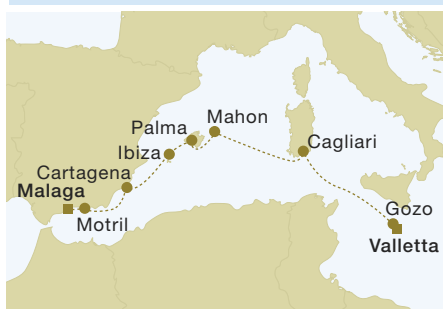 Mahon
Palma
Cagliari
Ibiza
Cartagena
Malaga
Gozo
Motril
Valletta